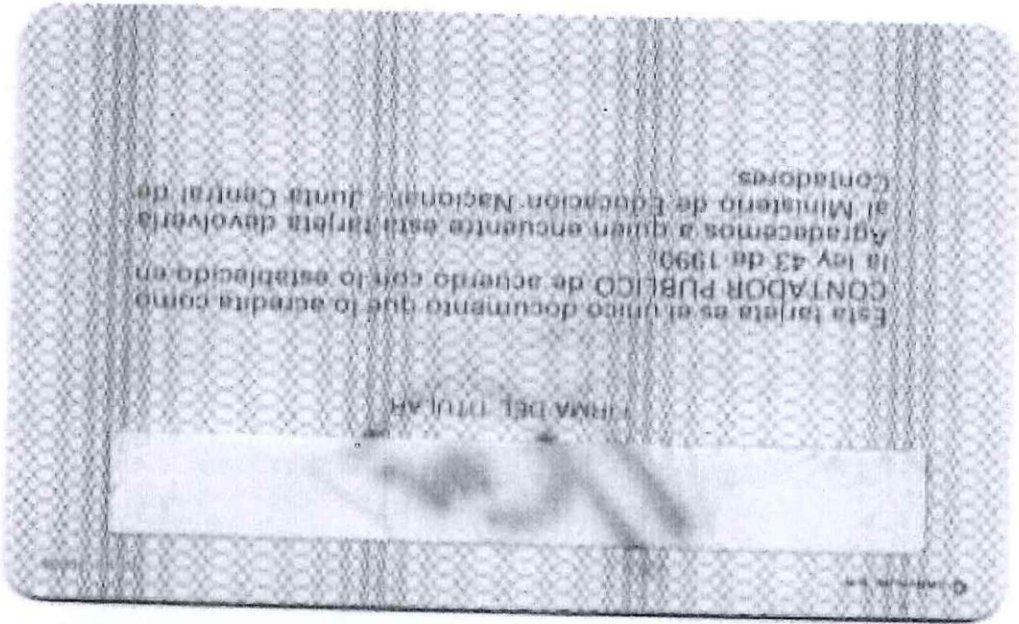 FIRMA DEL TITULAR
Esta tarjeta es el unico documento que lo acredita como
CONTADOR PUBLICO de acuerdo con lo establecido en
la ley 43 de 1990.
Agradecemos a quien encuentre esta tarjeta devolverla
al Ministerio de Educacion Nacional - Junta Central de
Contadores.